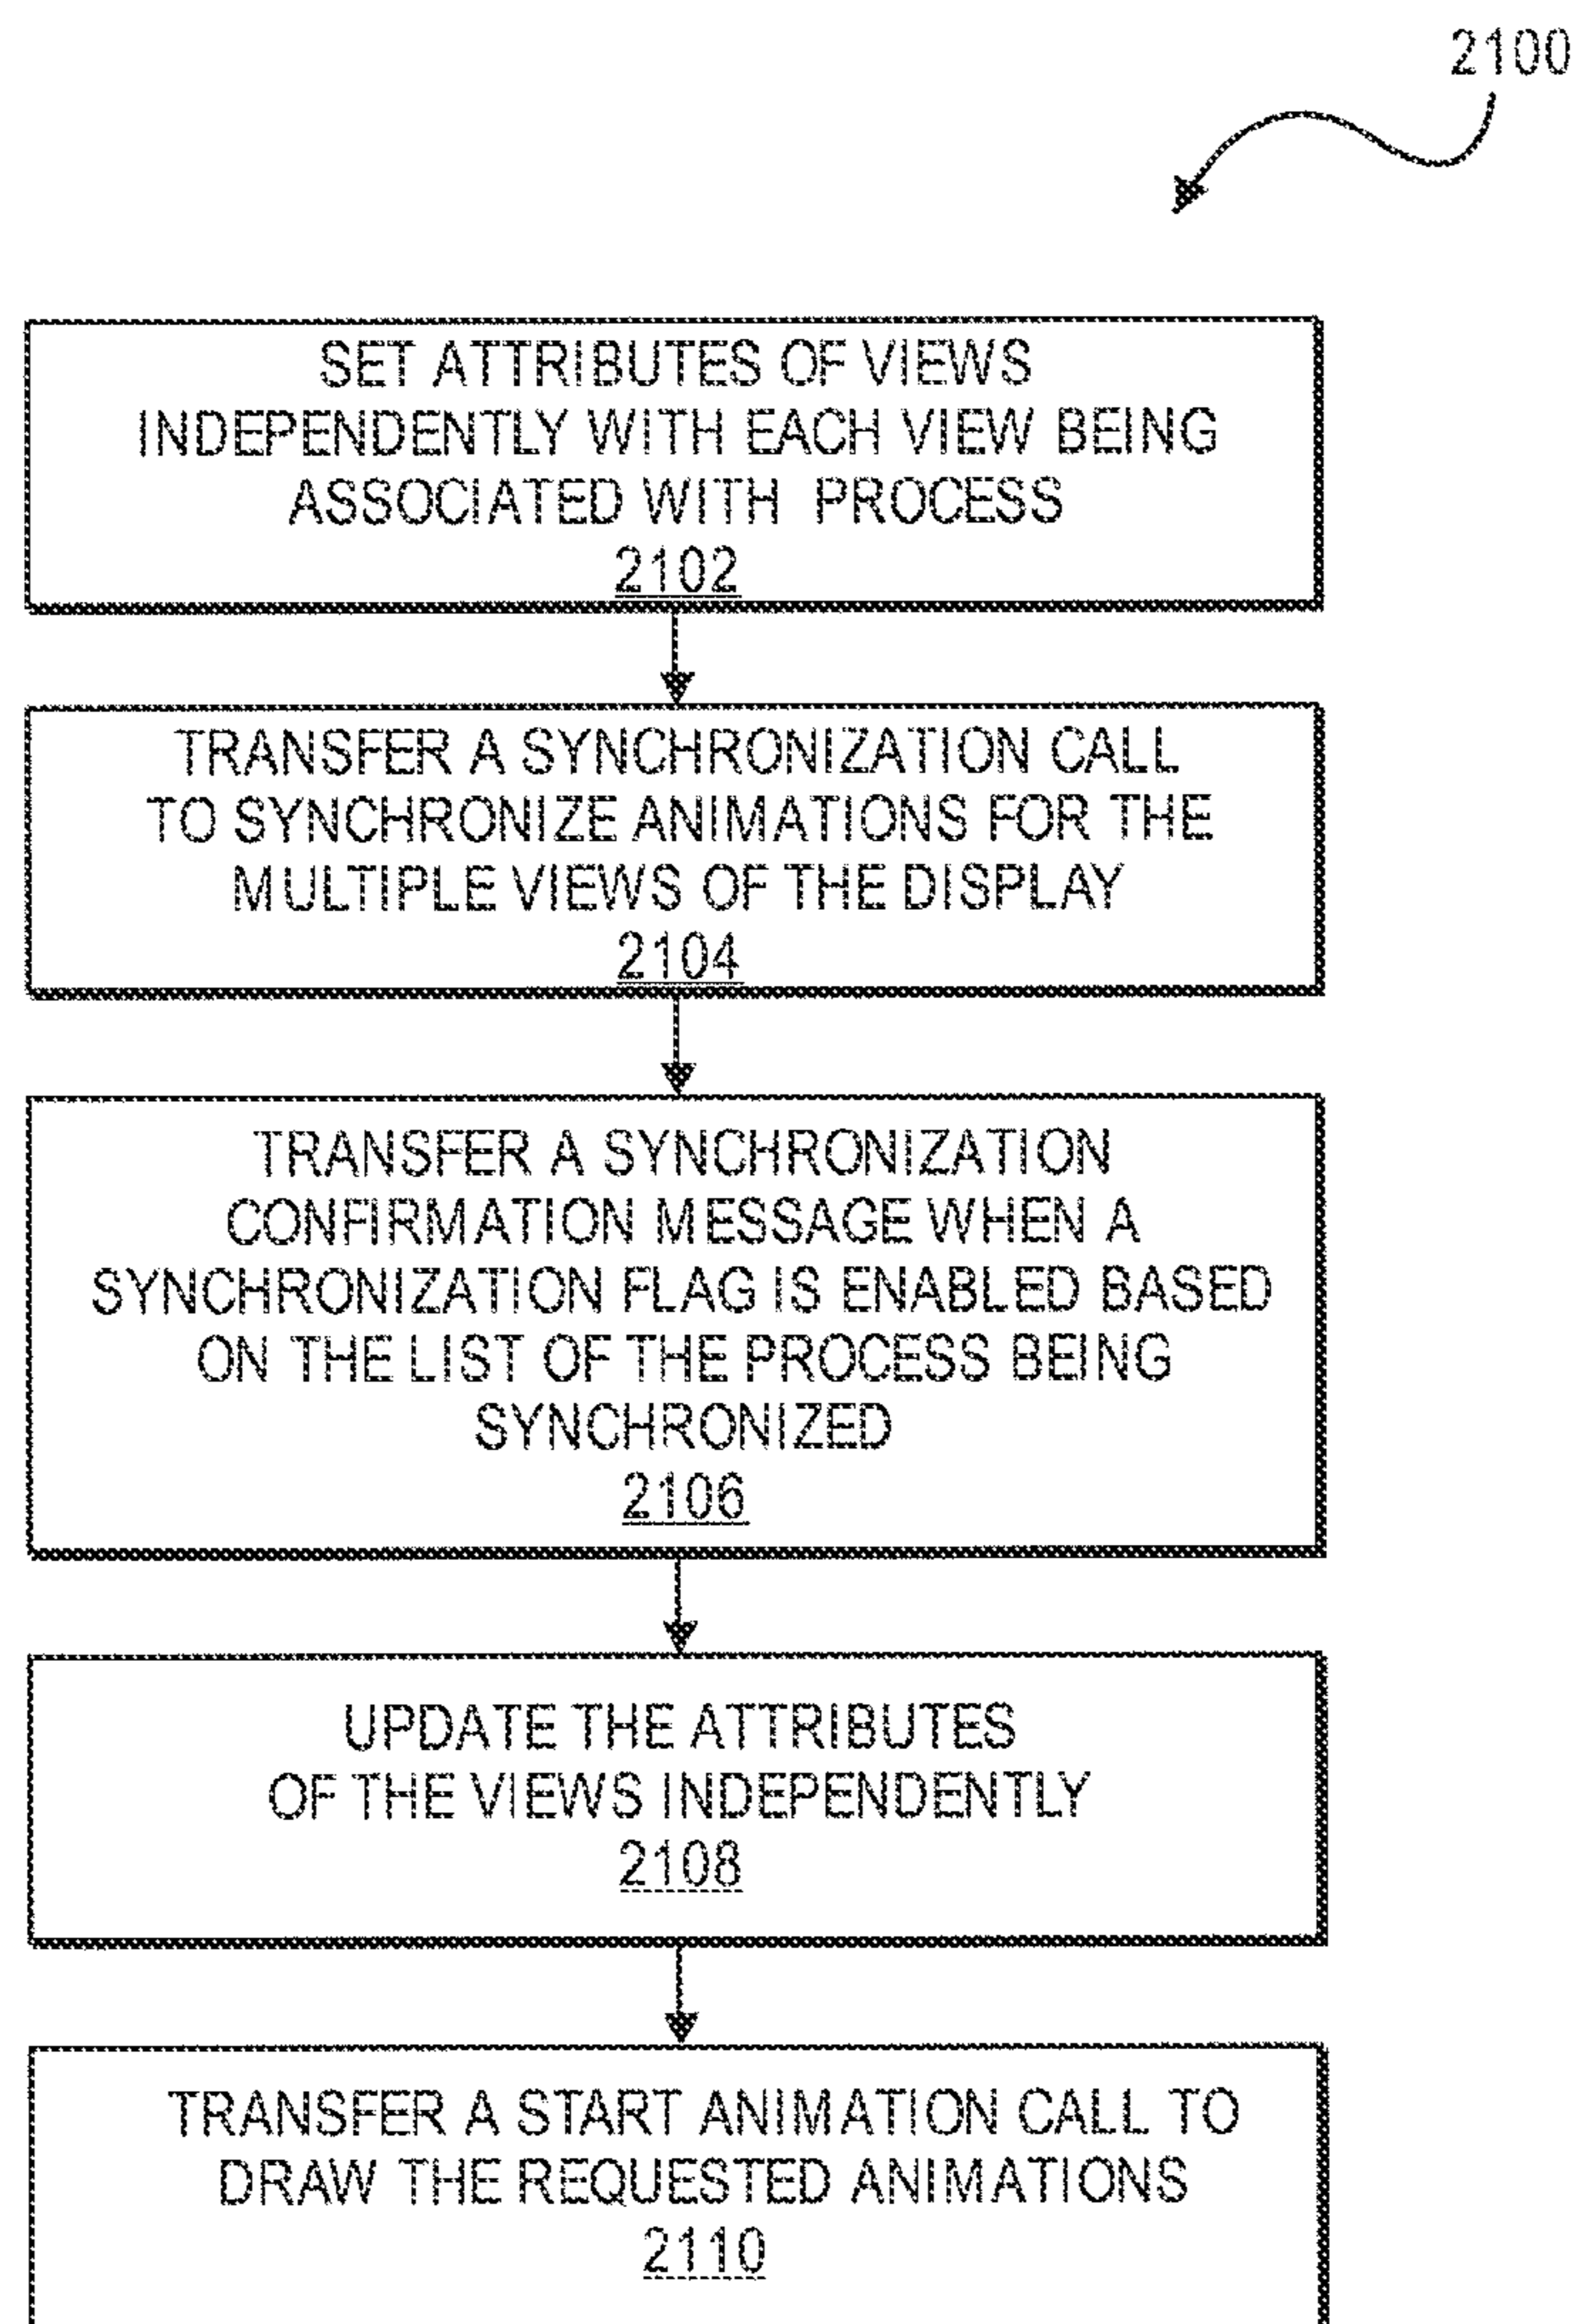 2100
SET ATTRIBUTES OF VIEWS
INDEPENDENTLY WITH EACH VIEW BEING
ASSOCIATED WITH PROCESS
2102
TRANSFER A SYNCHRONIZATION CALL
TO SYNCHRONIZE ANIMATIONS FOR THE
MULTIPLE VIEWS OF THE DISPLAY
2104
TRANSFER A SYNCHRONIZATION
CONFIRMATION MESSAGE WHEN A
SYNCHRONIZATION FLAG IS ENABLED BASED
ON THE LIST OF THE PROCESS BEING
SYNCHRONIZED
2106
UPDATE THE ATTRIBUTES
OF THE VIEWS INDEPENDENTLY
2108
TRANSFER A START ANIMATION CALL TO
DRAW THE REQUESTED ANIMATIONS
2110